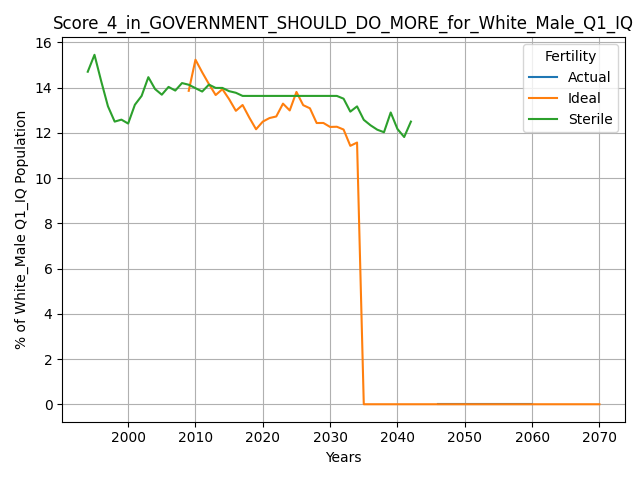 Score_4_in_GOVERNMENT_SHOULD_DO_MORE_for_White_Male_Q1_IQ
16
14
12
10
8
6
4
2
0
% of White_Male Q1_IQ Population
Fertility
Actual
Ideal
Sterile
2000 2010 2020 2030 2040 2050 2060 2070
Years